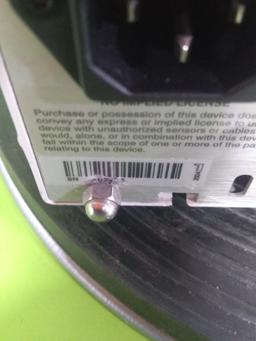 NO IMPLIED LICENSE
Purchase or possession of this device does
convey any express or implied license to u
device with unauthorized sensors or cables
would, alone, or in combination with this dev
fall within the scope of one or more of the pa
relating to this device.
SN